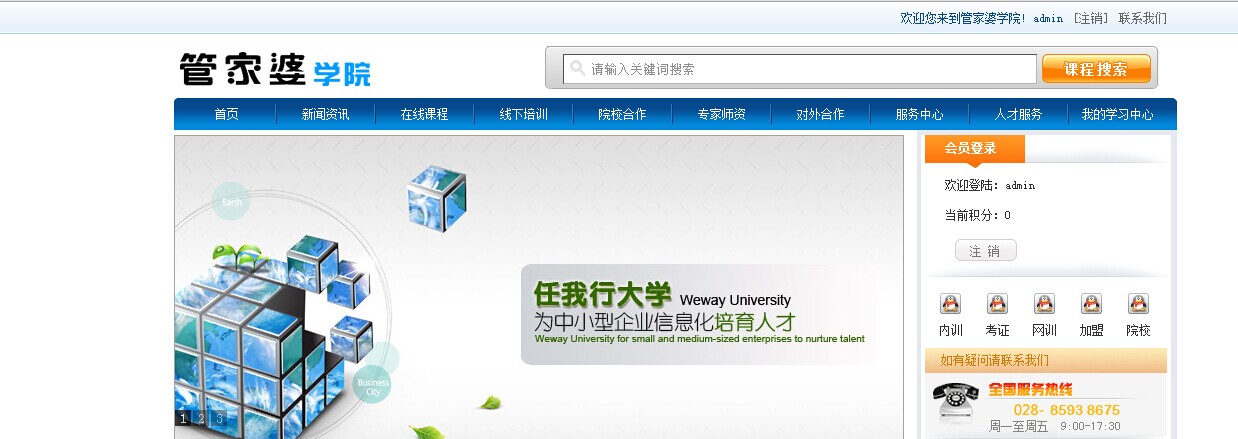 欢迎您来到管家婆学院! admin [注销] 联系我们
管家婆 学院
请输入关键词搜索
课程搜索
首页 新闻资讯 在线课程 线下培训 院校合作 专家师资 对外合作 服务中心 人才服务 我的学习中心
会员登录
欢迎登陆: admin
当前积分: 0
注 销
Earth
任我行大学 Weway University
为中小型企业信息化培育人才
Weway University for small and medium-sized enterprises to nurture talent
Business
City
1 2 3
内训 考证 网训 加盟 院校
如有疑问请联系我们
全国服务热线
028- 8593 8675
周一至周五 9:00-17:30